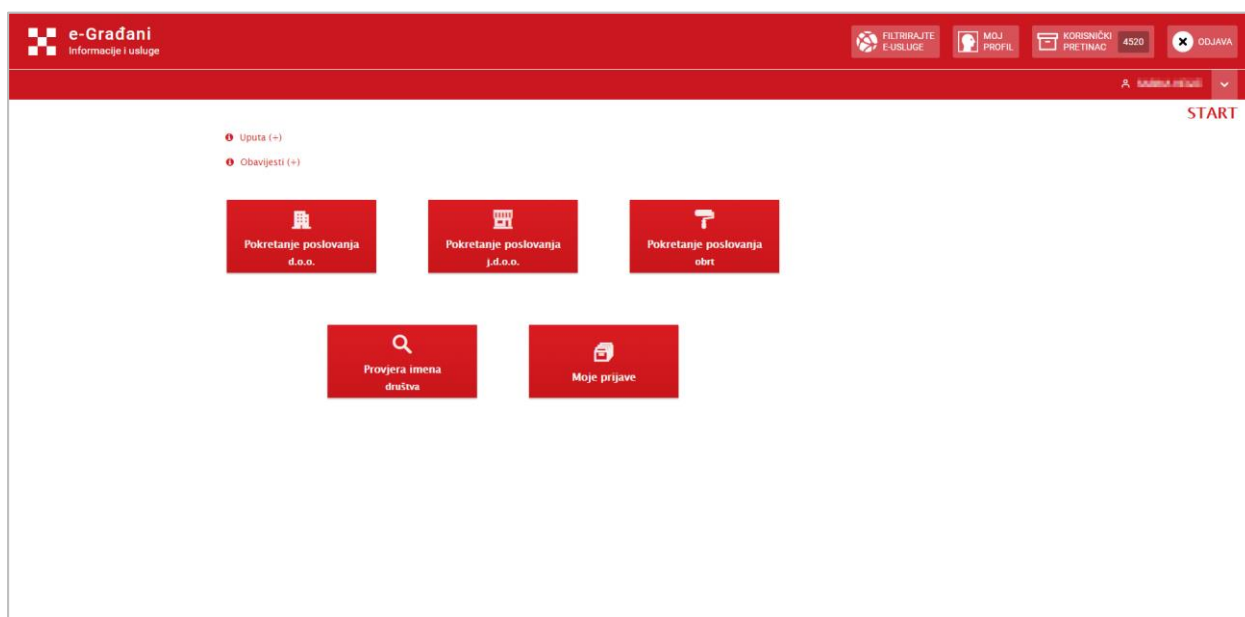 e-Građani
Informacije i usluge
FILTRIRAJTE
E-USLUGE
MOJ
PROFIL
KORISNIČKI
PRETINAC
4520
ODJAVA
START
Uputa (+)
Obavijesti (+)
Pokretanje poslovanja
d.o.o.
Pokretanje poslovanja
j.d.o.o.
Pokretanje poslovanja
obrt
Provjera imena
društva
Moje prijave